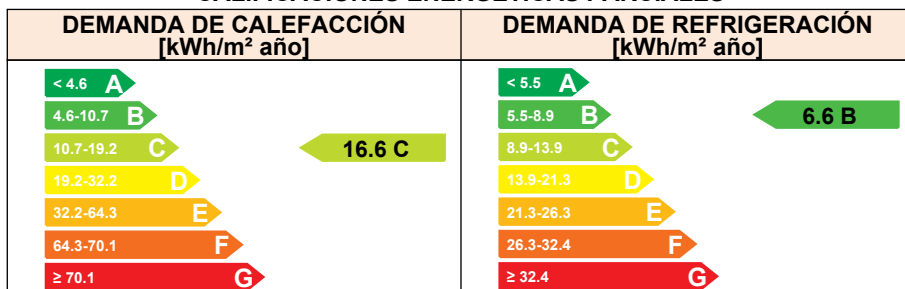 CALIFICACIONES ENERGÉTICAS PARCIALES
DEMANDA DE CALEFACCIÓN
[kWh/m² año]
DEMANDA DE REFRIGERACIÓN
[kWh/m² año]
< 4.6 A
4.6-10.7 B
10.7-19.2 C
16.6 C
19.2-32.2 D
32.2-64.3 E
64.3-70.1 F
≥ 70.1 G
< 5.5 A
5.5-8.9 B
6.6 B
8.9-13.9 C
13.9-21.3 D
21.3-26.3 E
26.3-32.4 F
≥ 32.4 G